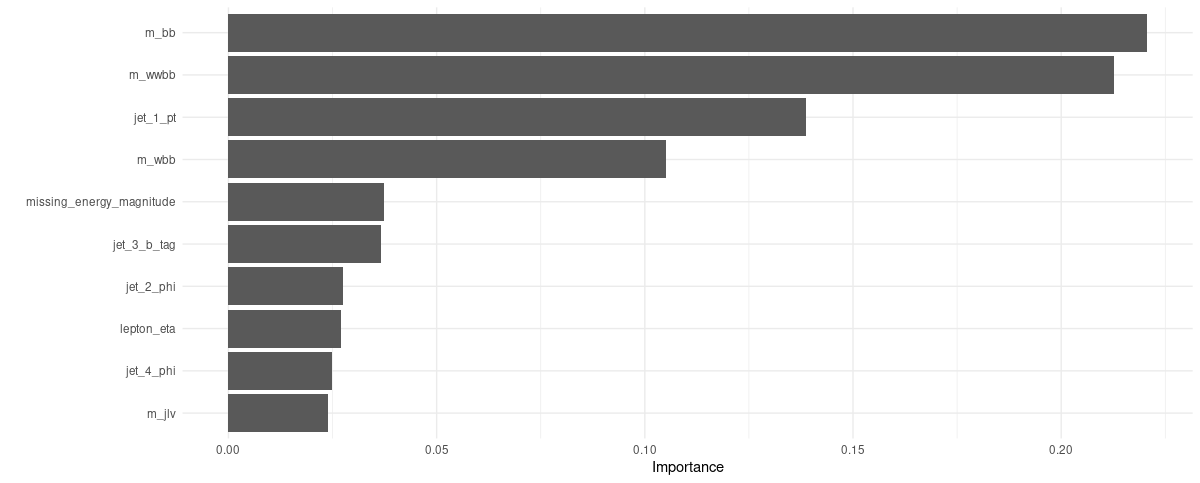 m_bb
m_wwbb
jet_1_pt
m_wbb
missing_energy_magnitude
jet_3_b_tag
jet_2_phi
lepton_eta
jet_4_phi
m_jlv
0.00 0.05 0.10 0.15 0.20
Importance